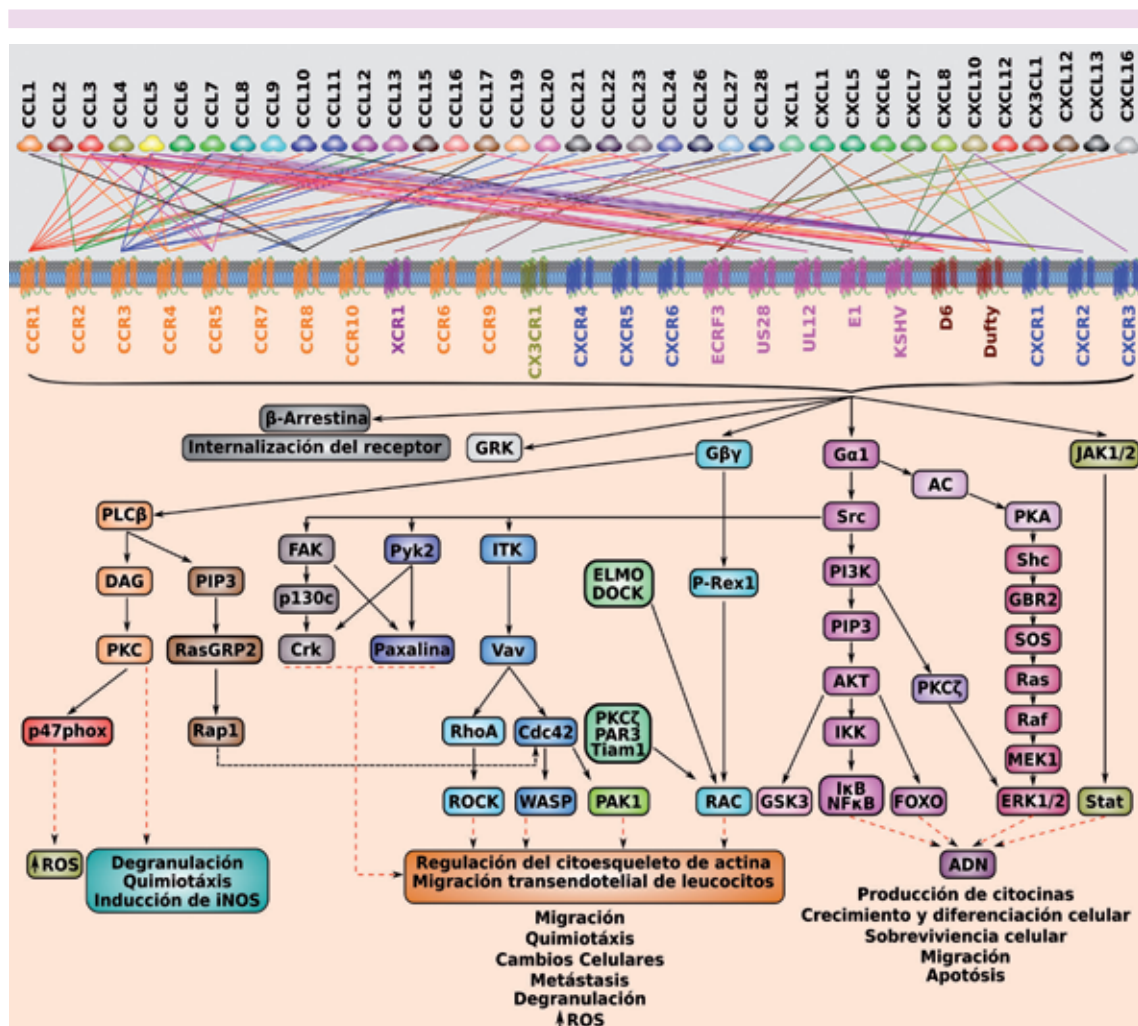 CCL1
CCL2
CCL3
CCL4
CCL5
CCL6
CCL7
CCL8
CCL9
CCL10
CCL11
CCL12
CCL13
CCL15
CCL16
CCL17
CCL19
CCL20
CCL21
CCL22
CCL23
CCL24
CCL26
CCL27
CCL28
XCL1
CXCL1
CXCL5
CXCL6
CXCL7
CXCL8
CXCL10
CXCL12
CX3CL1
CXCL12
CXCL13
CXCL16
CCR1
CCR2
CCR3
CCR4
CCR5
CCR7
CCR8
CCR10
XCR1
CCR6
CCR9
CX3CR1
CXCR4
CXCR5
CXCR6
ECRF3
US28
UL12
E1
KSHV
D6
Duffy
CXCR1
CXCR2
CXCR3
β-Arrestina
Internalización del receptor
GRK
Gβγ
Gα1
JAK1/2
AC
PLCβ
Src
PKA
FAK
Pyk2
ITK
Shc
DAG
PIP3
ELMO
DOCK
P-Rex1
PI3K
p130c
GBR2
PIP3
SOS
PKC
RasGRP2
Crk
Paxalina
Vav
AKT
PKCζ
Ras
p47phox
Rap1
RhoA
Cdc42
PKCζ
PAR3
Tiam1
IKK
Raf
MEK1
ROCK
WASP
PAK1
RAC
GSK3
IκB
NFκB
FOXO
ERK1/2
Stat
ROS
Degranulación
Quimiotáxis
Inducción de iNOS
Regulación del citoesqueleto de actina
Migración transendotelial de leucocitos
ADN
Migración
Quimiotáxis
Cambios Celulares
Metástasis
Degranulación
ROS
Producción de citocinas
Crecimiento y diferenciación celular
Sobreviviencia celular
Migración
Apotósis